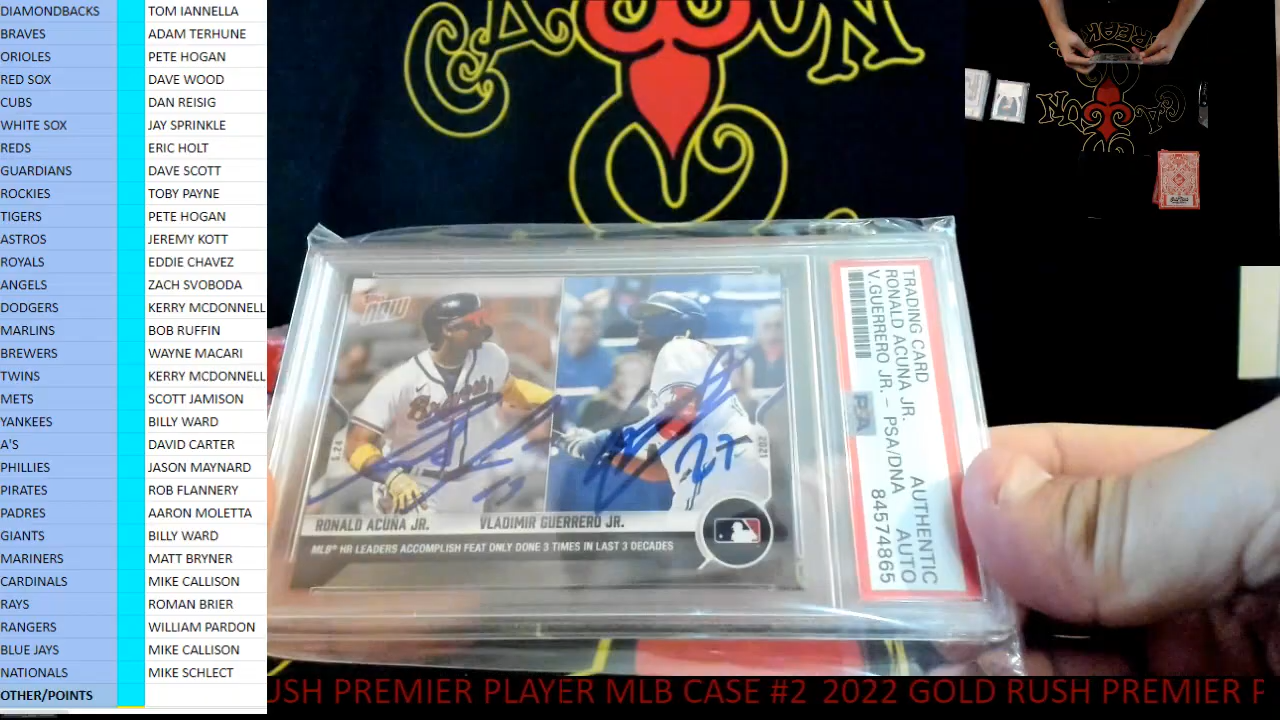 DIAMONDBACKS TOM IANNELLA
BRAVES ADAM TERHUNE
ORIOLES PETE HOGAN
RED SOX DAVE WOOD
CUBS DAN REISIG
WHITE SOX JAY SPRINKLE
REDS ERIC HOLT
GUARDIANS DAVE SCOTT
ROCKIES TOBY PAYNE
TIGERS PETE HOGAN
ASTROS JEREMY KOTT
ROYALS EDDIE CHAVEZ
ANGELS ZACH SVOBODA
DODGERS KERRY MCDONNELL
MARLINS BOB RUFFIN
BREWERS WAYNE MACARI
TWINS KERRY MCDONNELL
METS SCOTT JAMISON
YANKEES BILLY WARD
A'S DAVID CARTER
PHILLIES JASON MAYNARD
PIRATES ROB FLANNERY
PADRES AARON MOLETTA
GIANTS BILLY WARD
MARINERS MATT BRYNER
CARDINALS MIKE CALLISON
RAYS ROMAN BRIER
RANGERS WILLIAM PARDON
BLUE JAYS MIKE CALLISON
NATIONALS MIKE SCHLECT
OTHER/POINTS
NOW
Braves
5.24
2021
27
RONALD ACUNA JR. VLADIMIR GUERRERO JR.
MLB® HR LEADERS ACCOMPLISH FEAT ONLY DONE 3 TIMES IN LAST 3 DECADES
TRADING CARD
RONALD ACUNA JR. AUTHENTIC
V.GUERRERO JR. - PSA/DNA AUTO
84574865
PSA
USH PREMIER PLAYER MLB CASE #2 2022 GOLD RUSH PREMIER P